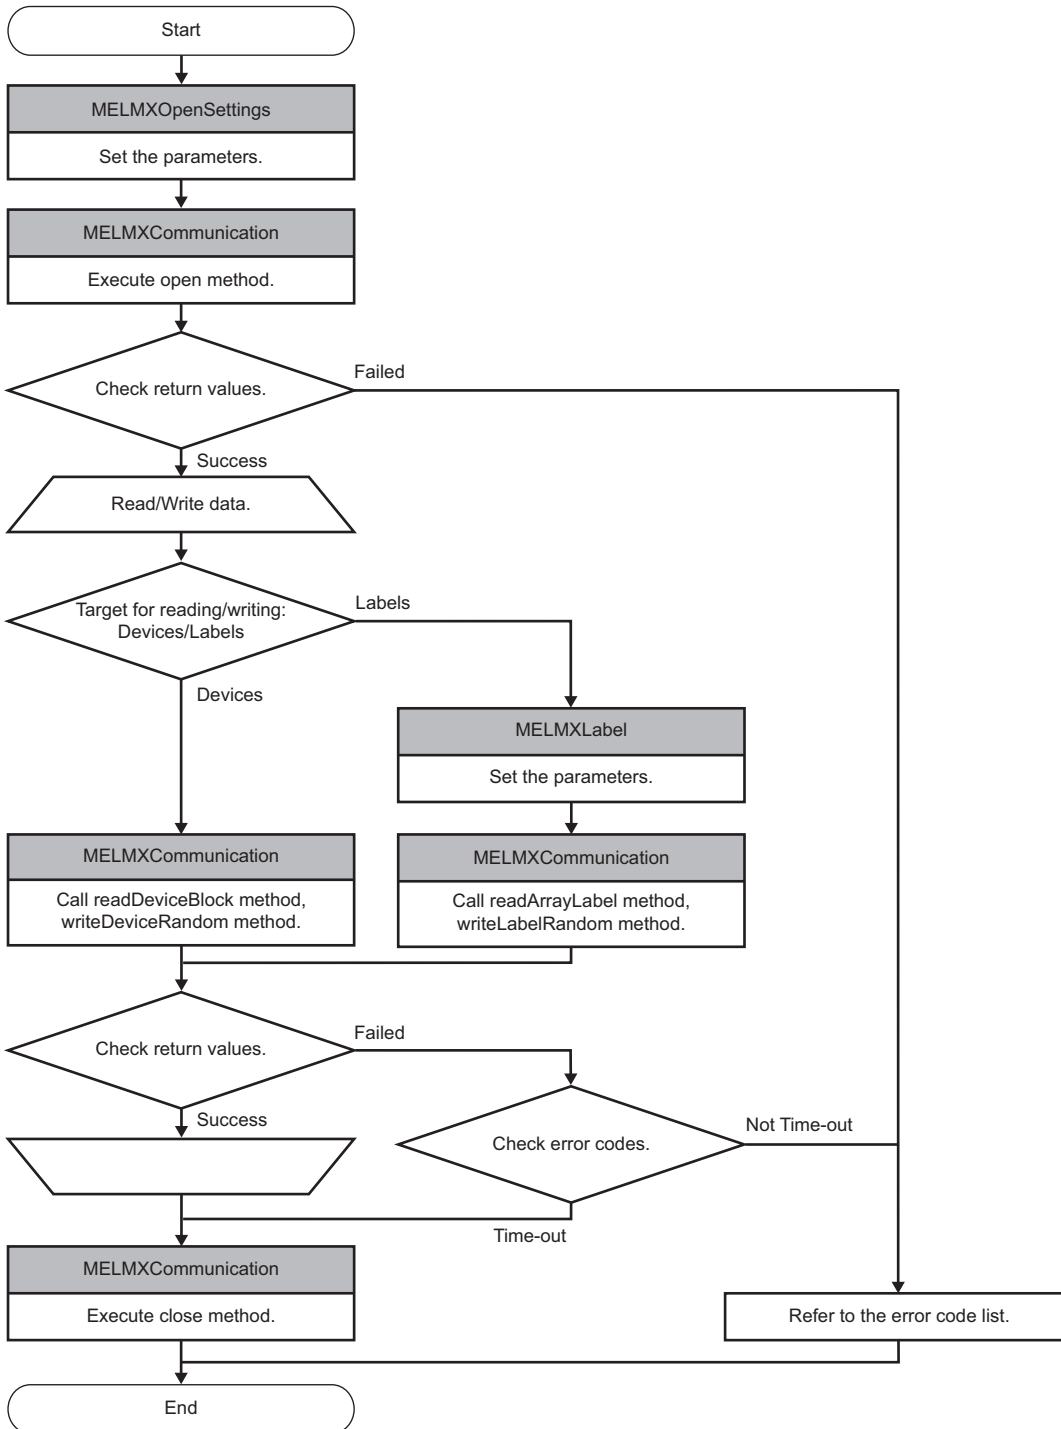 Start
MELMXOpenSettings
Set the parameters.
MELMXCommunication
Execute open method.
Check return values.
Failed
Success
Read/Write data.
Target for reading/writing:
Devices/Labels
Labels
Devices
MELMXLabel
Set the parameters.
MELMXCommunication
Call readDeviceBlock method,
writeDeviceRandom method.
MELMXCommunication
Call readArrayLabel method,
writeLabelRandom method.
Check return values.
Failed
Success
Check error codes.
Not Time-out
Time-out
MELMXCommunication
Execute close method.
Refer to the error code list.
End